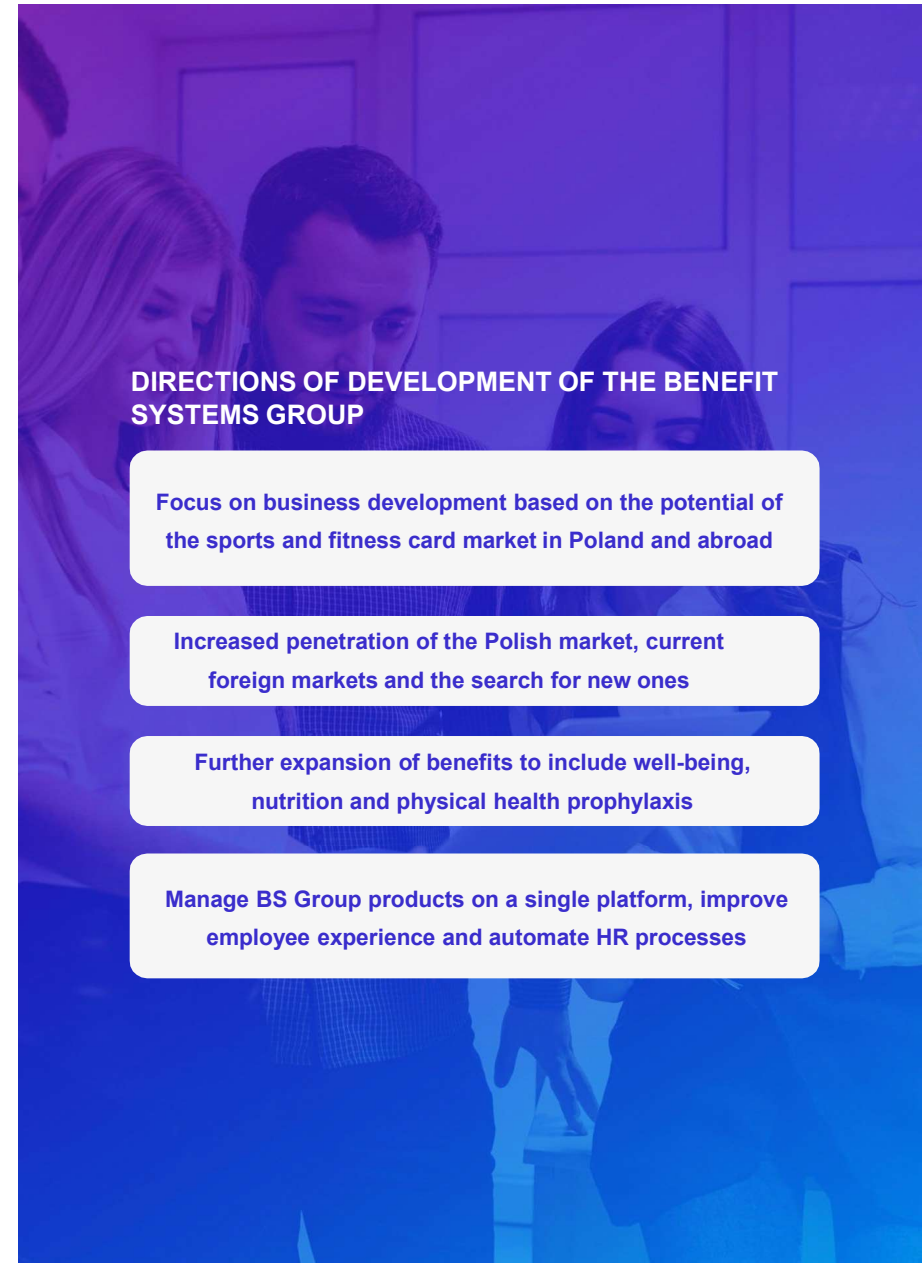 DIRECTIONS OF DEVELOPMENT OF THE BENEFIT
SYSTEMS GROUP
Focus on business development based on the potential of
the sports and fitness card market in Poland and abroad
Increased penetration of the Polish market, current
foreign markets and the search for new ones
Further expansion of benefits to include well-being,
nutrition and physical health prophylaxis
Manage BS Group products on a single platform, improve
employee experience and automate HR processes